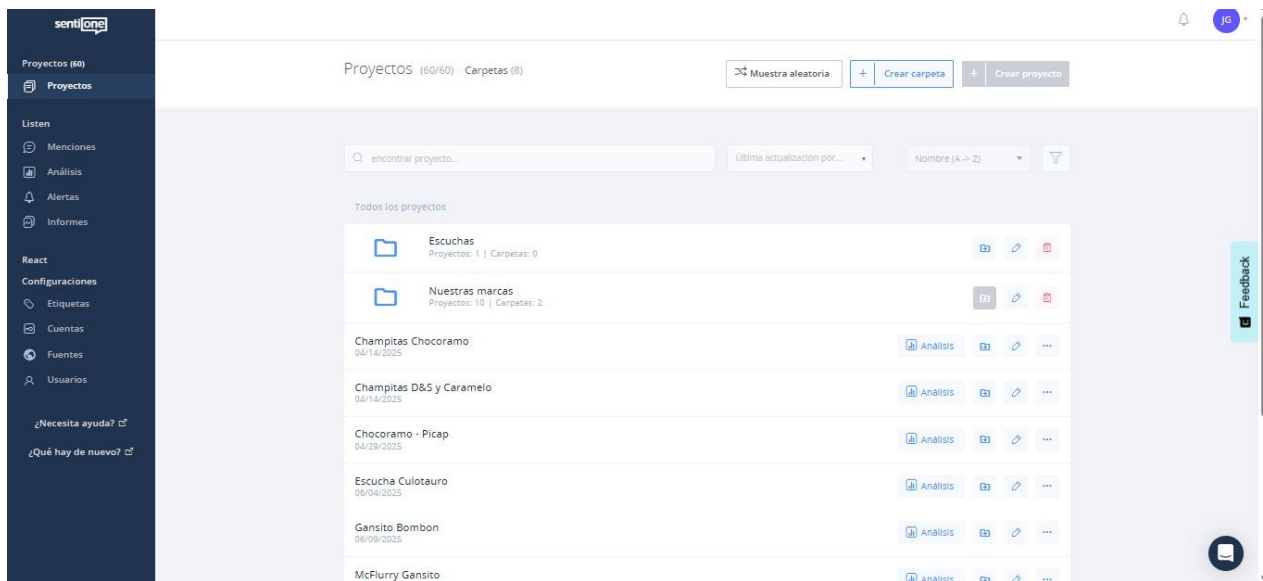 sentione
JG
Proyectos (60)
Proyectos
Listen
Menciones
Análisis
Alertas
Informes
React
Configuraciones
Etiquetas
Cuentas
Fuentes
Usuarios
¿Necesita ayuda?
¿Qué hay de nuevo?
Proyectos (60/60) Carpetas (8)
Muestra aleatoria
+ Crear carpeta
+ Crear proyecto
encontrar proyecto...
Última actualización por...
Nombre (A -> Z)
Todos los proyectos
Escuchas
Proyectos: 1 | Carpetas: 0
Nuestras marcas
Proyectos: 10 | Carpetas: 2
Champitas Chocoramo
04/14/2025
Análisis
Champitas D&S y Caramelo
04/14/2025
Análisis
Chocoramo - Picap
04/29/2025
Análisis
Escucha Culotauro
06/04/2025
Análisis
Gansito Bombon
06/09/2025
Análisis
McFlurry Gansito
Análisis
Feedback